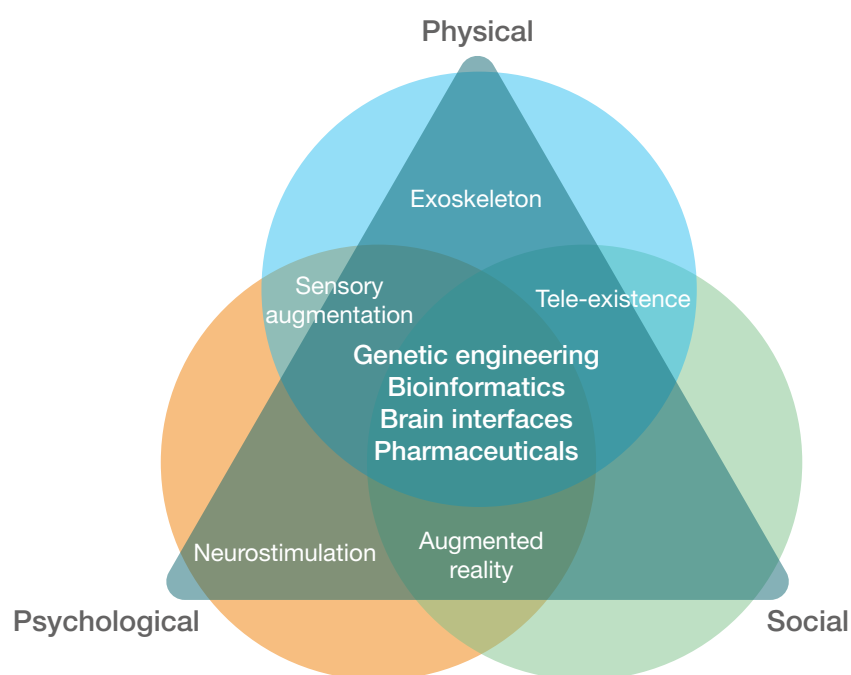 Physical
Exoskeleton
Sensory
augmentation
Tele-existence
Genetic engineering
Bioinformatics
Brain interfaces
Pharmaceuticals
Neurostimulation
Augmented
reality
Psychological
Social